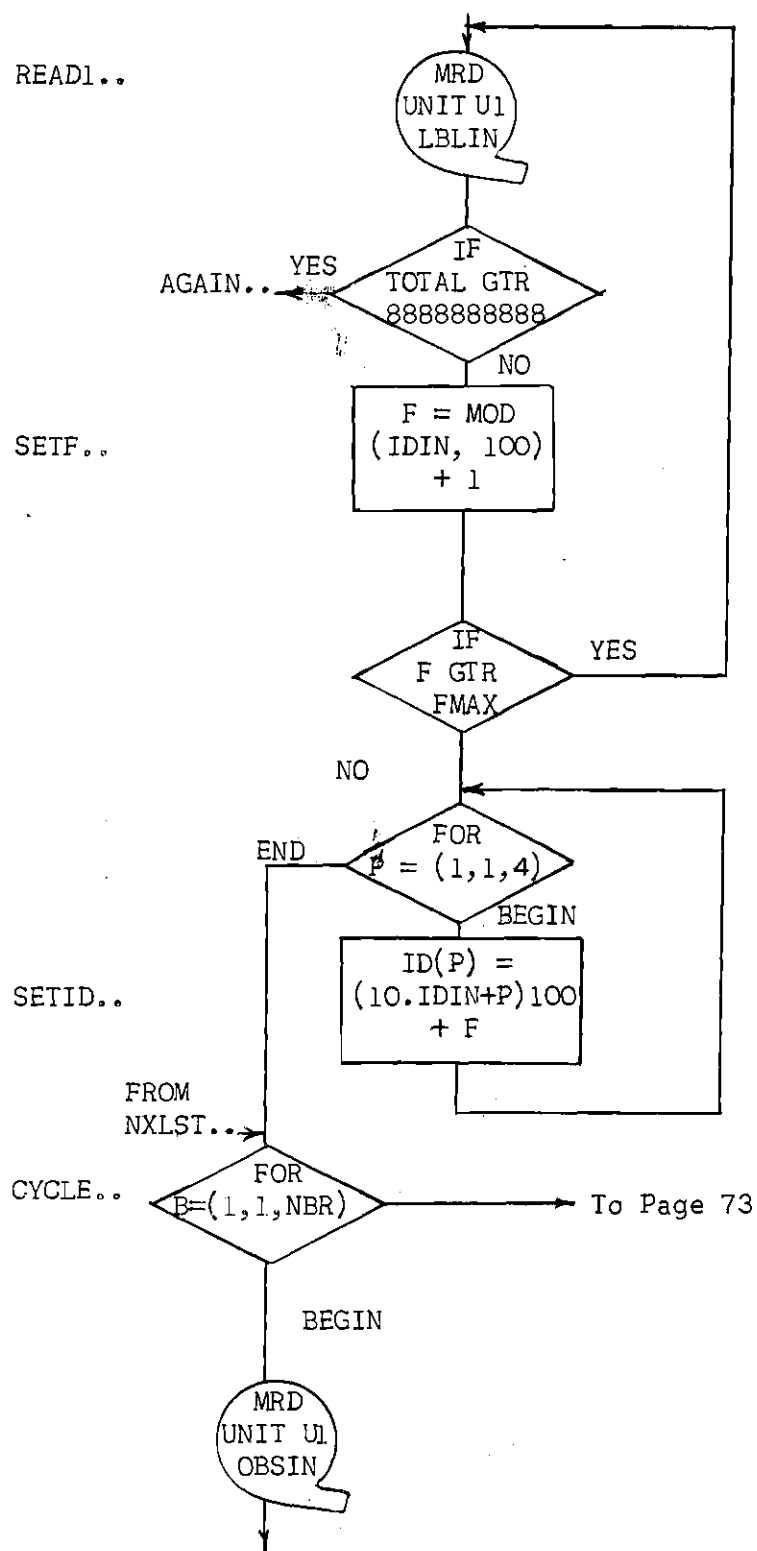 READ1..
MRD
UNIT U1
LBLIN
IF
TOTAL GTR
8888888888
YES
AGAIN..
NO
SETF..
F = MOD
(IDIN, 100)
+ 1
IF
F GTR
FMAX
YES
NO
FOR
P = (1,1,4)
END
BEGIN
SETID..
ID(P) =
(10.IDIN+P)100
+ F
FROM
NXLST..
CYCLE..
FOR
B=(1,1,NBR)
To Page 73
BEGIN
MRD
UNIT U1
OBSIN